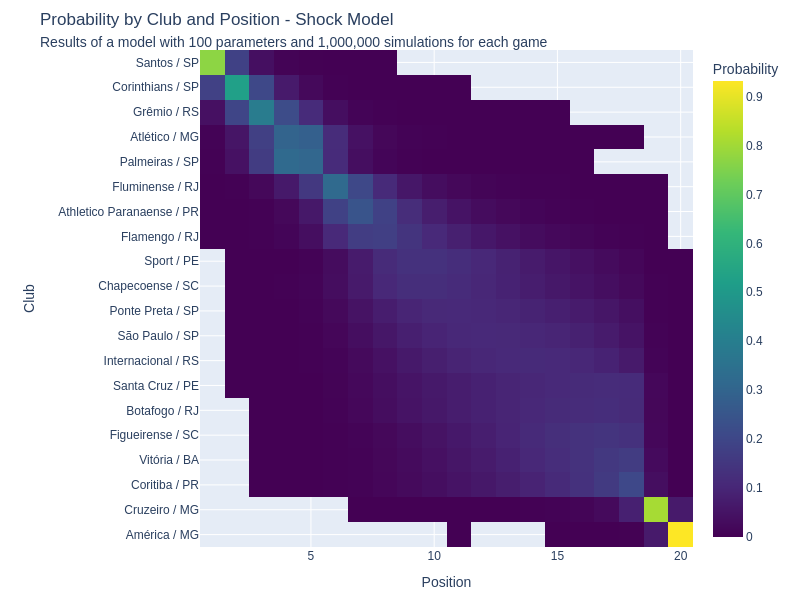 Probability by Club and Position - Shock Model
Results of a model with 100 parameters and 1,000,000 simulations for each game
Probability
Club
Santos / SP
Corinthians / SP
Grêmio / RS
Atlético / MG
Palmeiras / SP
Fluminense / RJ
Athletico Paranaense / PR
Flamengo / RJ
Sport / PE
Chapecoense / SC
Ponte Preta / SP
São Paulo / SP
Internacional / RS
Santa Cruz / PE
Botafogo / RJ
Figueirense / SC
Vitória / BA
Coritiba / PR
Cruzeiro / MG
América / MG
0.9
0.8
0.7
0.6
0.5
0.4
0.3
0.2
0.1
0
5 10 15 20
Position